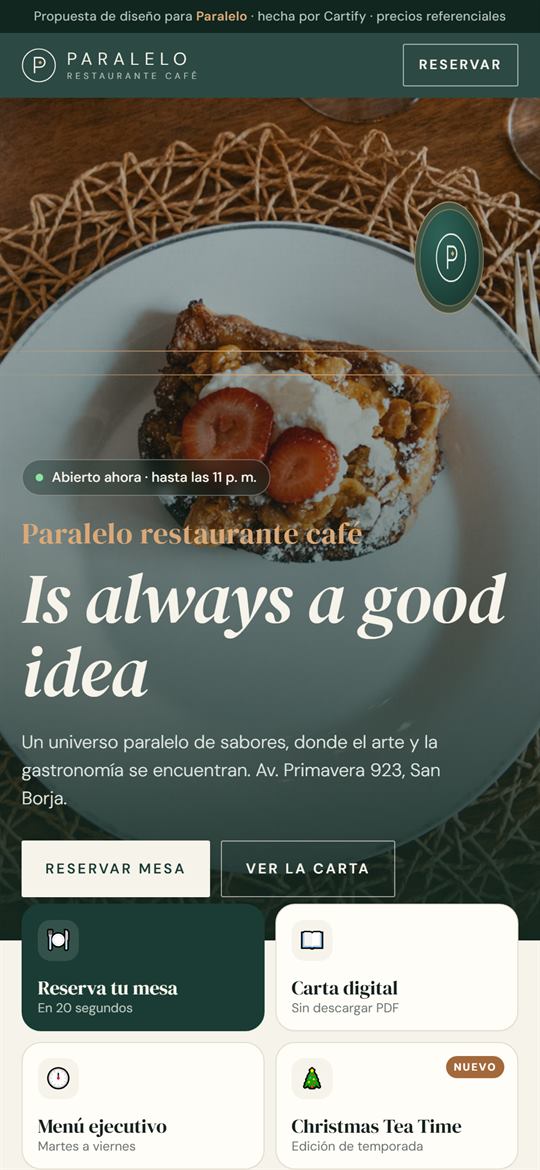 Propuesta de diseño para Paralelo · hecha por Cartify · precios referenciales
P PARALELO
RESTAURANTE CAFÉ
RESERVAR
P
Abierto ahora · hasta las 11 p. m.
Paralelo restaurante café
Is always a good
idea
Un universo paralelo de sabores, donde el arte y la
gastronomía se encuentran. Av. Primavera 923, San
Borja.
RESERVAR MESA
VER LA CARTA
Reserva tu mesa
En 20 segundos
Carta digital
Sin descargar PDF
Menú ejecutivo
Martes a viernes
NUEVO
Christmas Tea Time
Edición de temporada